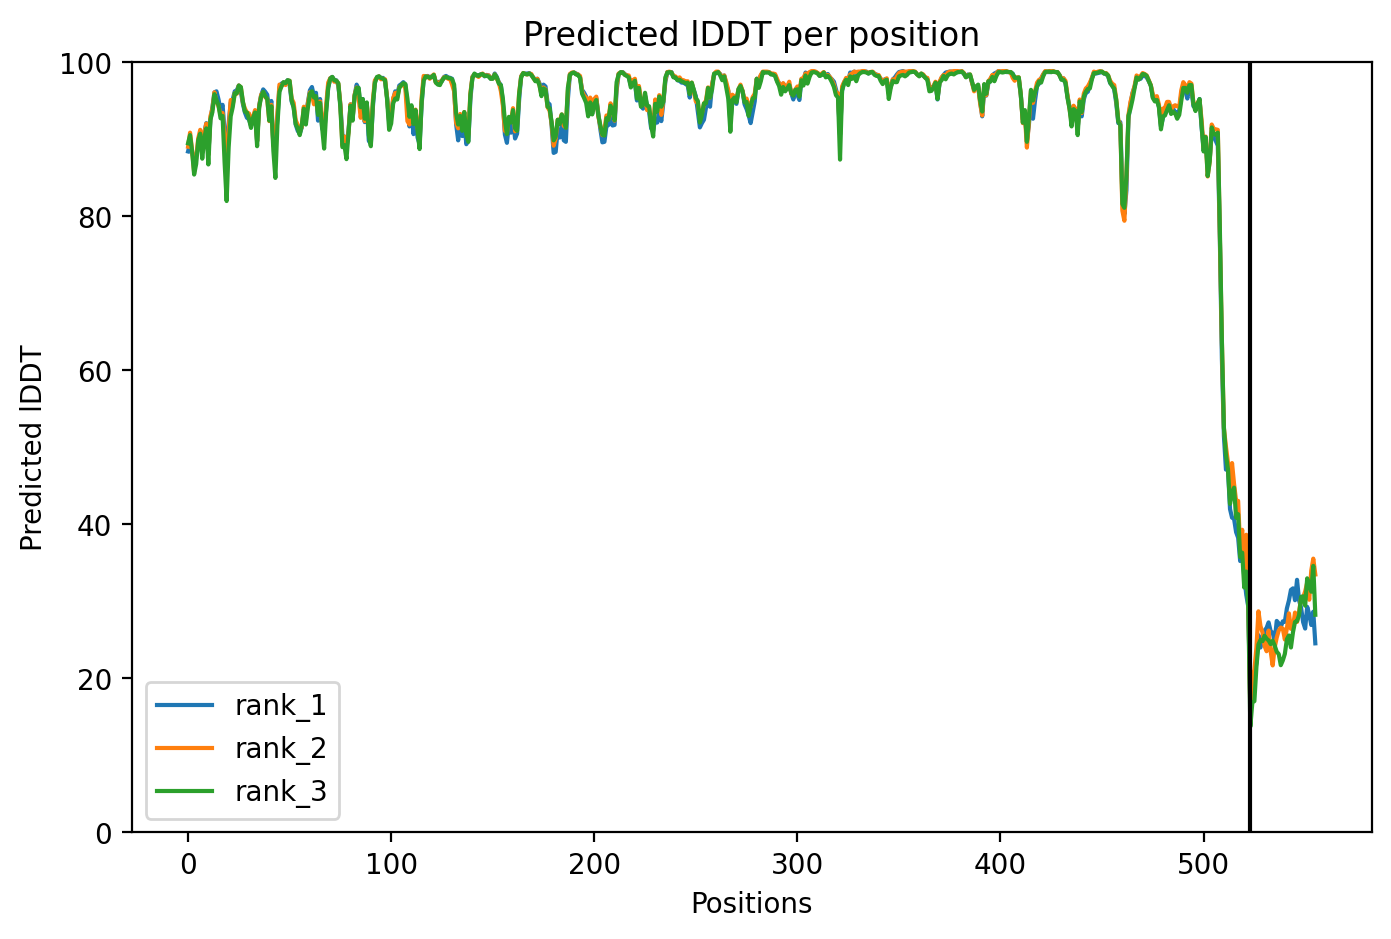 Predicted lDDT per position
100
80
60
40
20
0
Predicted lDDT
rank_1
rank_2
rank_3
0 100 200 300 400 500
Positions